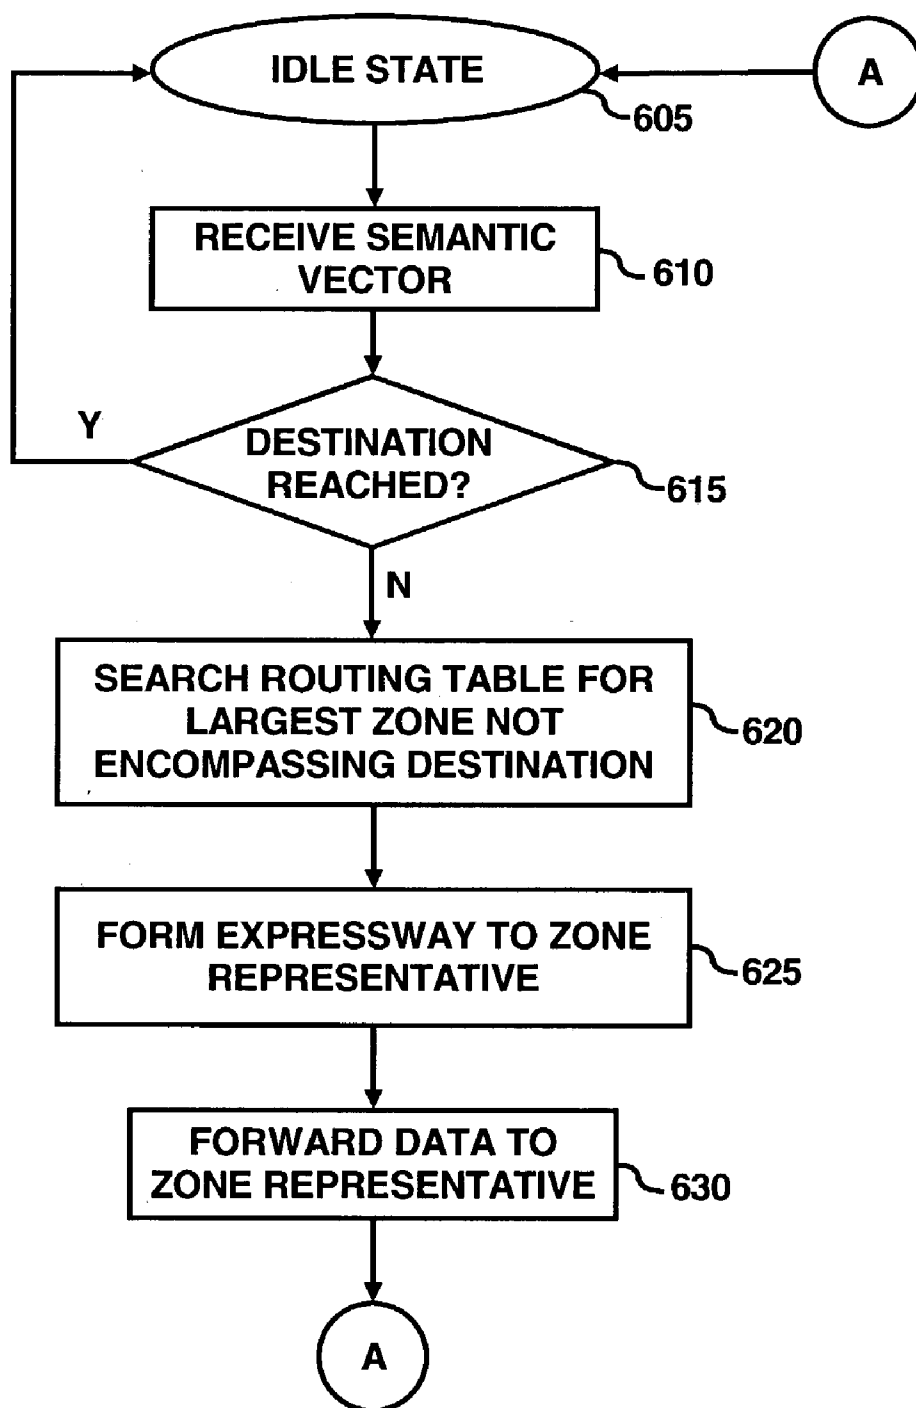 IDLE STATE
A
605
RECEIVE SEMANTIC
VECTOR
610
Y
DESTINATION
REACHED?
615
N
SEARCH ROUTING TABLE FOR
LARGEST ZONE NOT
ENCOMPASSING DESTINATION
620
FORM EXPRESSWAY TO ZONE
REPRESENTATIVE
625
FORWARD DATA TO
ZONE REPRESENTATIVE
630
A